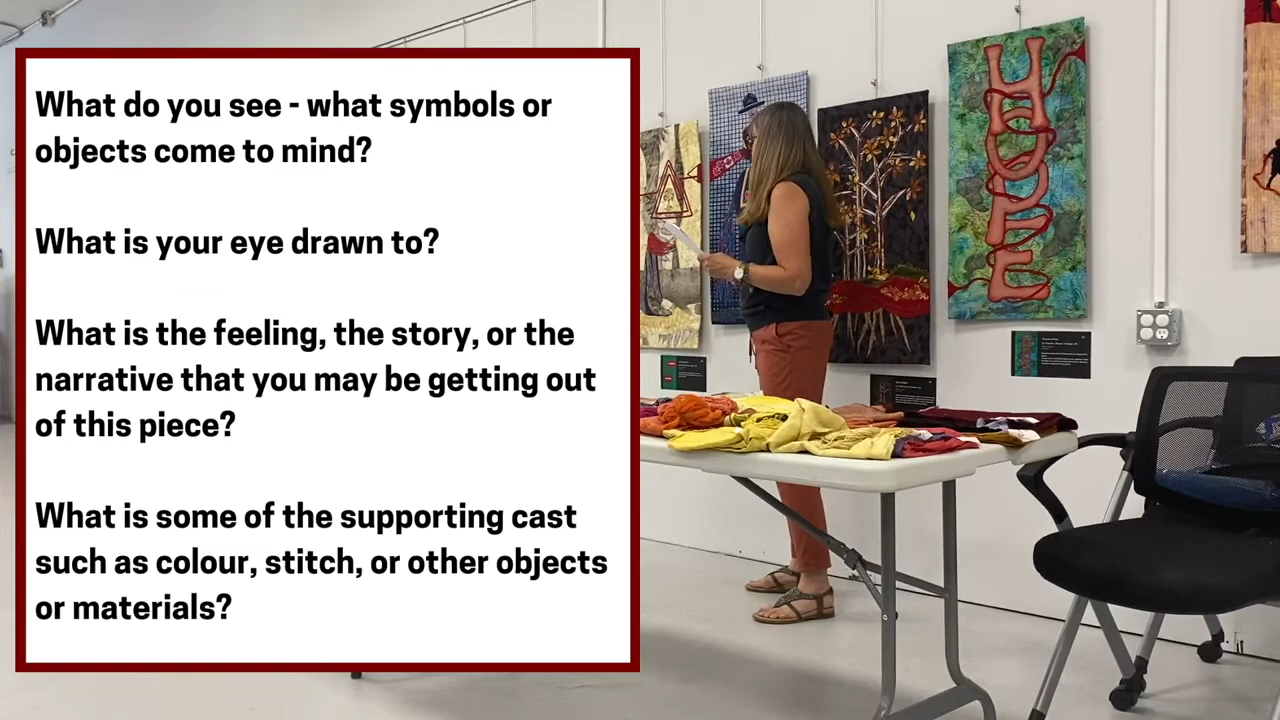 What do you see - what symbols or
objects come to mind?
What is your eye drawn to?
What is the feeling, the story, or the
narrative that you may be getting out
of this piece?
What is some of the supporting cast
such as colour, stitch, or other objects
or materials?
HOPE